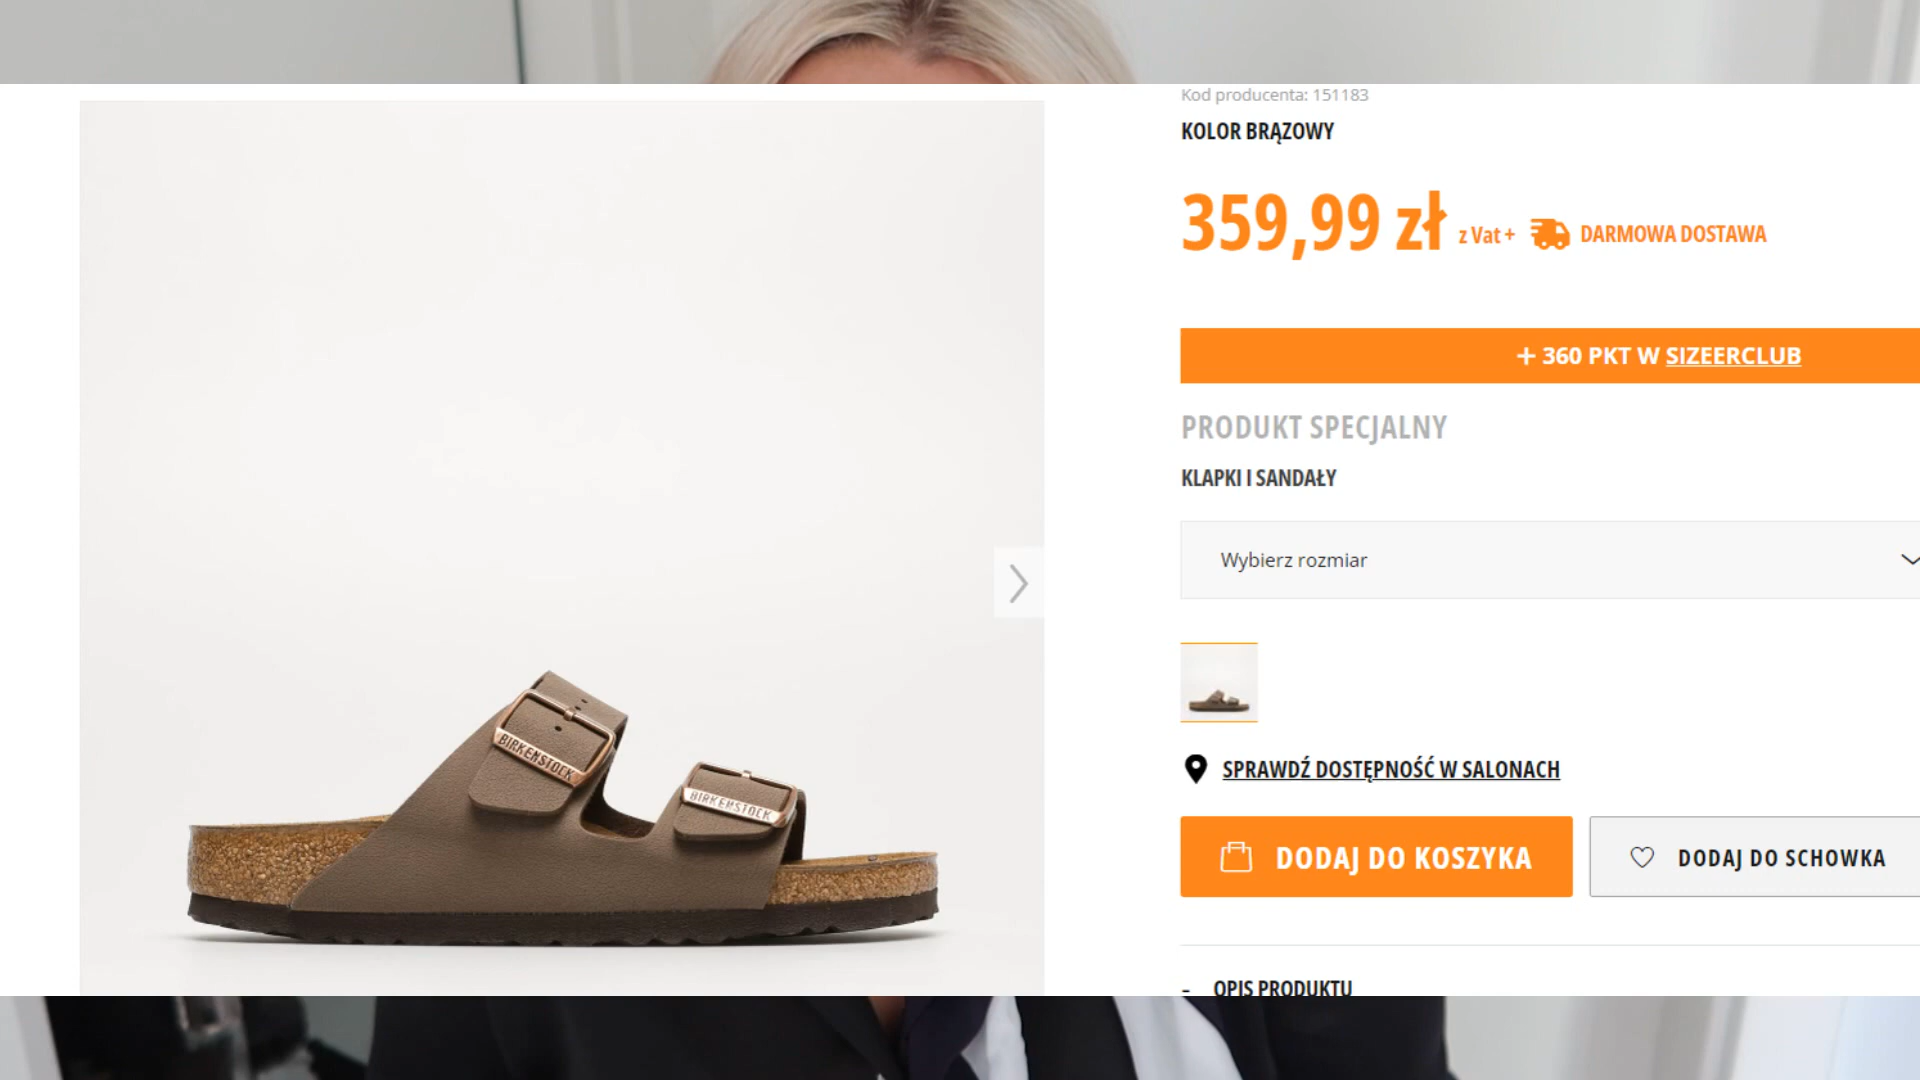 Kod producenta: 151183
KOLOR BRĄZOWY
359,99 zł z Vat + DARMOWA DOSTAWA
+ 360 PKT W SIZEERCLUB
PRODUKT SPECJALNY
KLAPKI I SANDAŁY
Wybierz rozmiar
BIRKENSTOCK
BIRKENSTOCK
SPRAWDŹ DOSTĘPNOŚĆ W SALONACH
DODAJ DO KOSZYKA
DODAJ DO SCHOWKA
- OPIS PRODUKTU